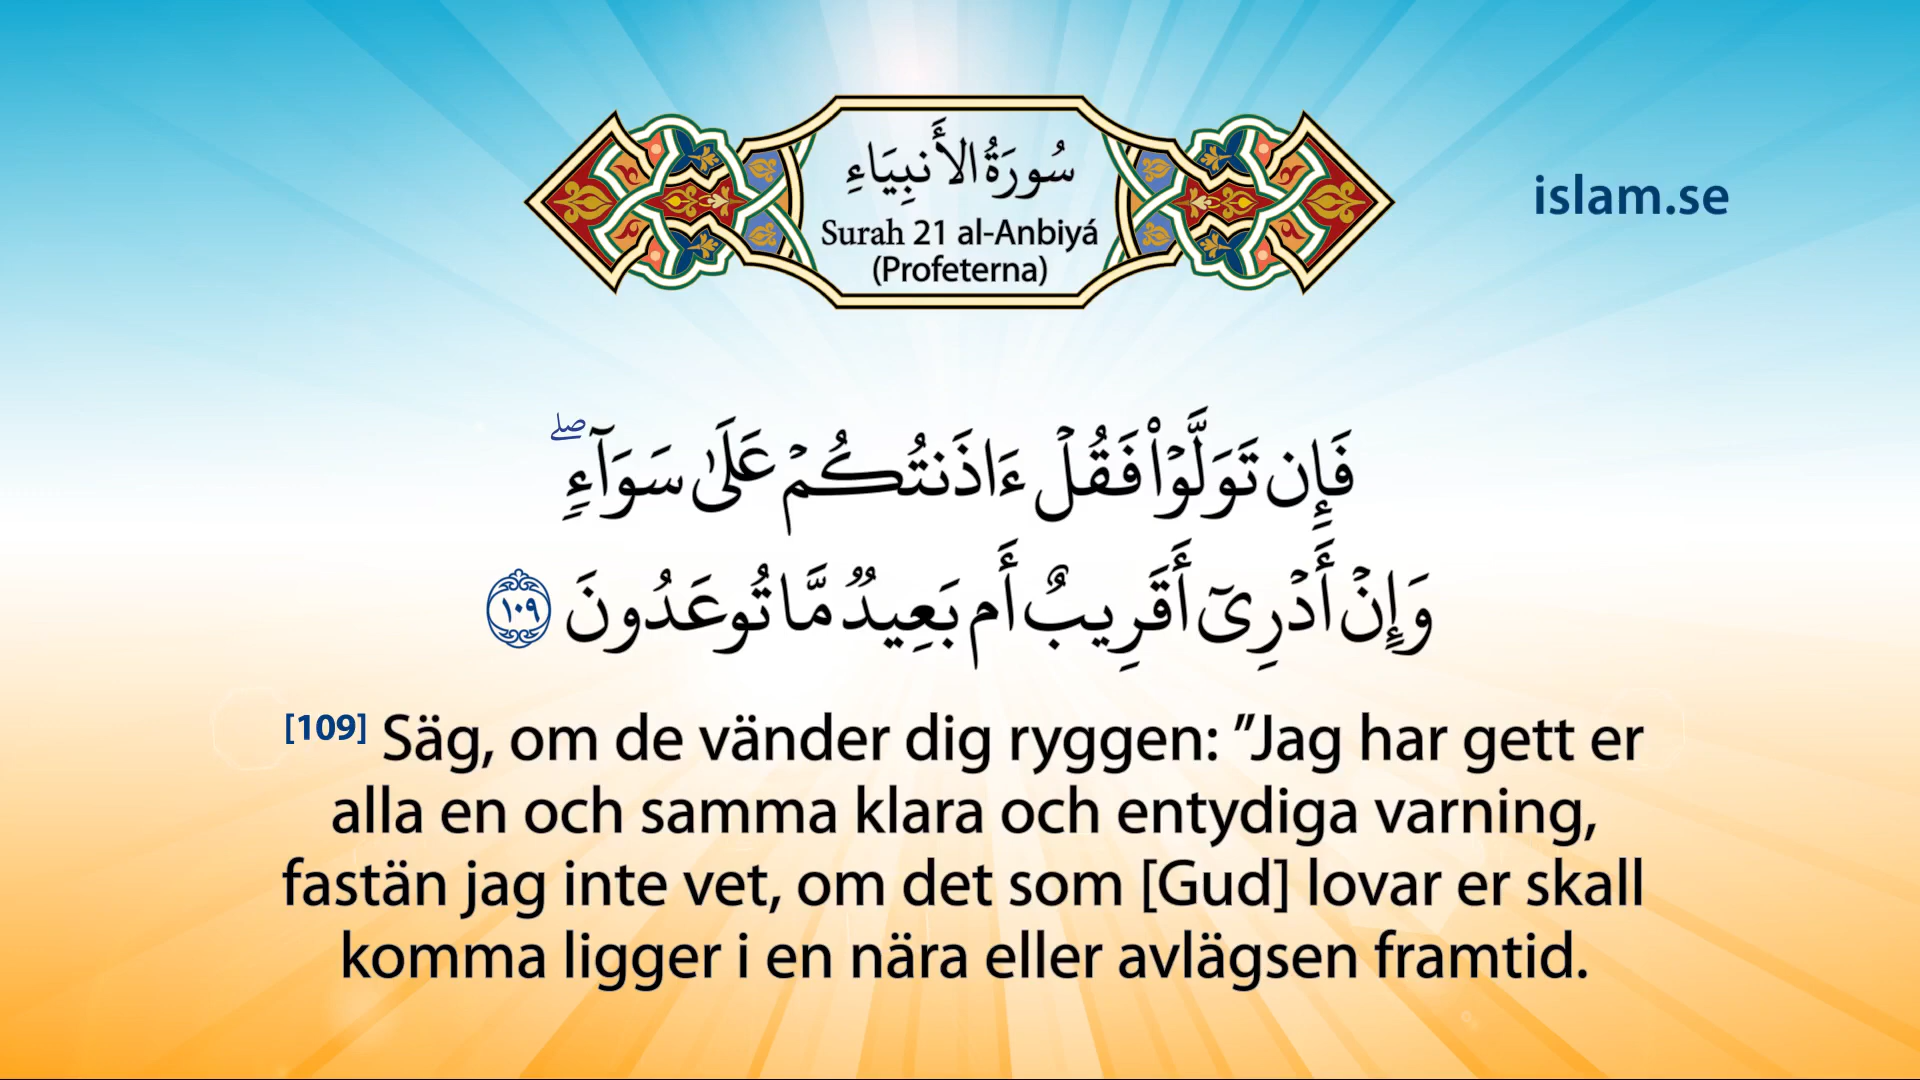 سُورَةُ الأَنبِيَاءِ
Surah 21 al-Anbiyá
(Profeterna)
islam.se
فَإِن تَوَلَّوْا۟ فَقُلْ ءَاذَنتُكُمْ عَلَىٰ سَوَآءٍ ۖ
وَإِنْ أَدْرِىٓ أَقَرِيبٌ أَم بَعِيدٌ مَّا تُوعَدُونَ ١٠٩
[109] Säg, om de vänder dig ryggen: ”Jag har gett er
alla en och samma klara och entydiga varning,
fastän jag inte vet, om det som [Gud] lovar er skall
komma ligger i en nära eller avlägsen framtid.